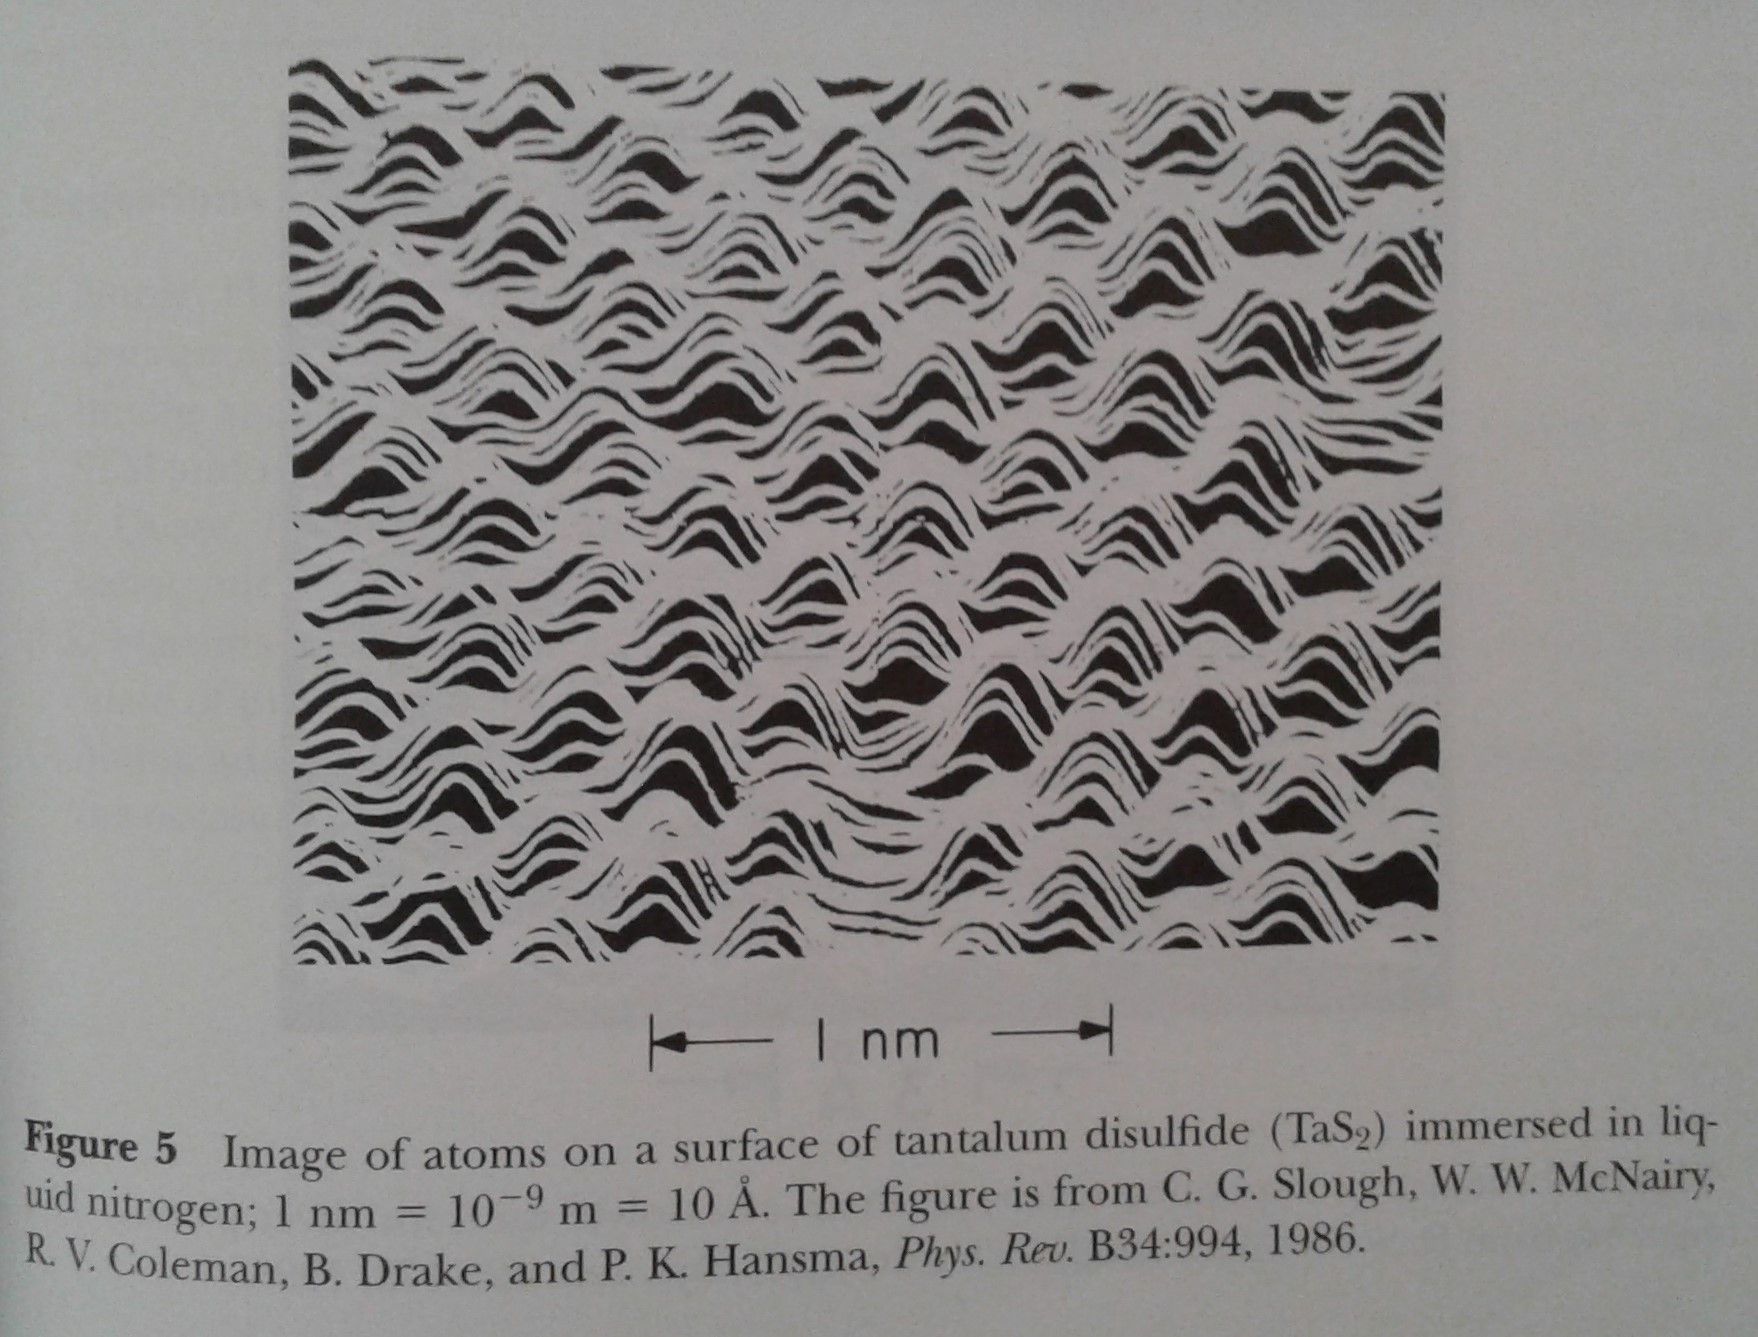 1 nm
Figure 5 Image of atoms on a surface of tantalum disulfide (TaS₂) immersed in liq-
uid nitrogen; 1 nm = 10⁻⁹ m = 10 Å. The figure is from C. G. Slough, W. W. McNairy,
R. V. Coleman, B. Drake, and P. K. Hansma, Phys. Rev. B34:994, 1986.